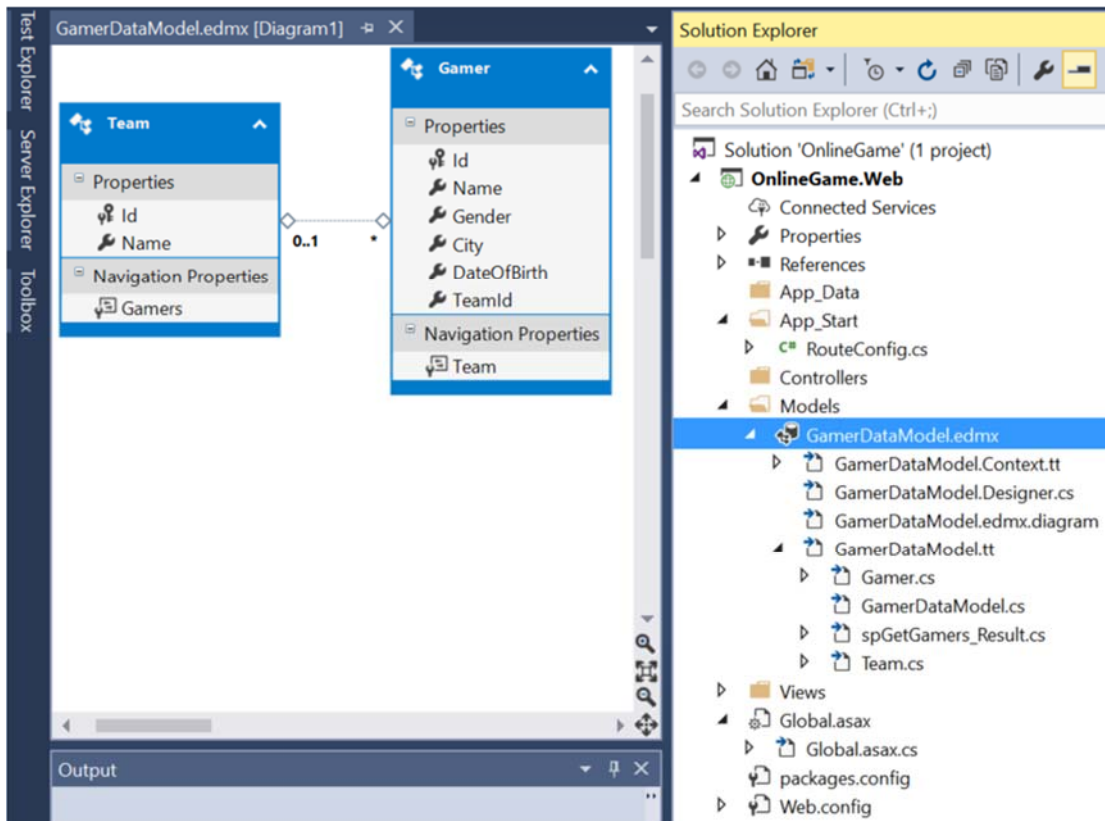 Test Explorer
Server Explorer
Toolbox
GamerDataModel.edmx [Diagram1]
Team
Properties
Id
Name
Navigation Properties
Gamers
0..1
*
Gamer
Properties
Id
Name
Gender
City
DateOfBirth
TeamId
Navigation Properties
Team
Output
Solution Explorer
Search Solution Explorer (Ctrl+;)
Solution 'OnlineGame' (1 project)
OnlineGame.Web
Connected Services
Properties
References
App_Data
App_Start
C# RouteConfig.cs
Controllers
Models
GamerDataModel.edmx
GamerDataModel.Context.tt
GamerDataModel.Designer.cs
GamerDataModel.edmx.diagram
GamerDataModel.tt
Gamer.cs
GamerDataModel.cs
spGetGamers_Result.cs
Team.cs
Views
Global.asax
Global.asax.cs
packages.config
Web.config